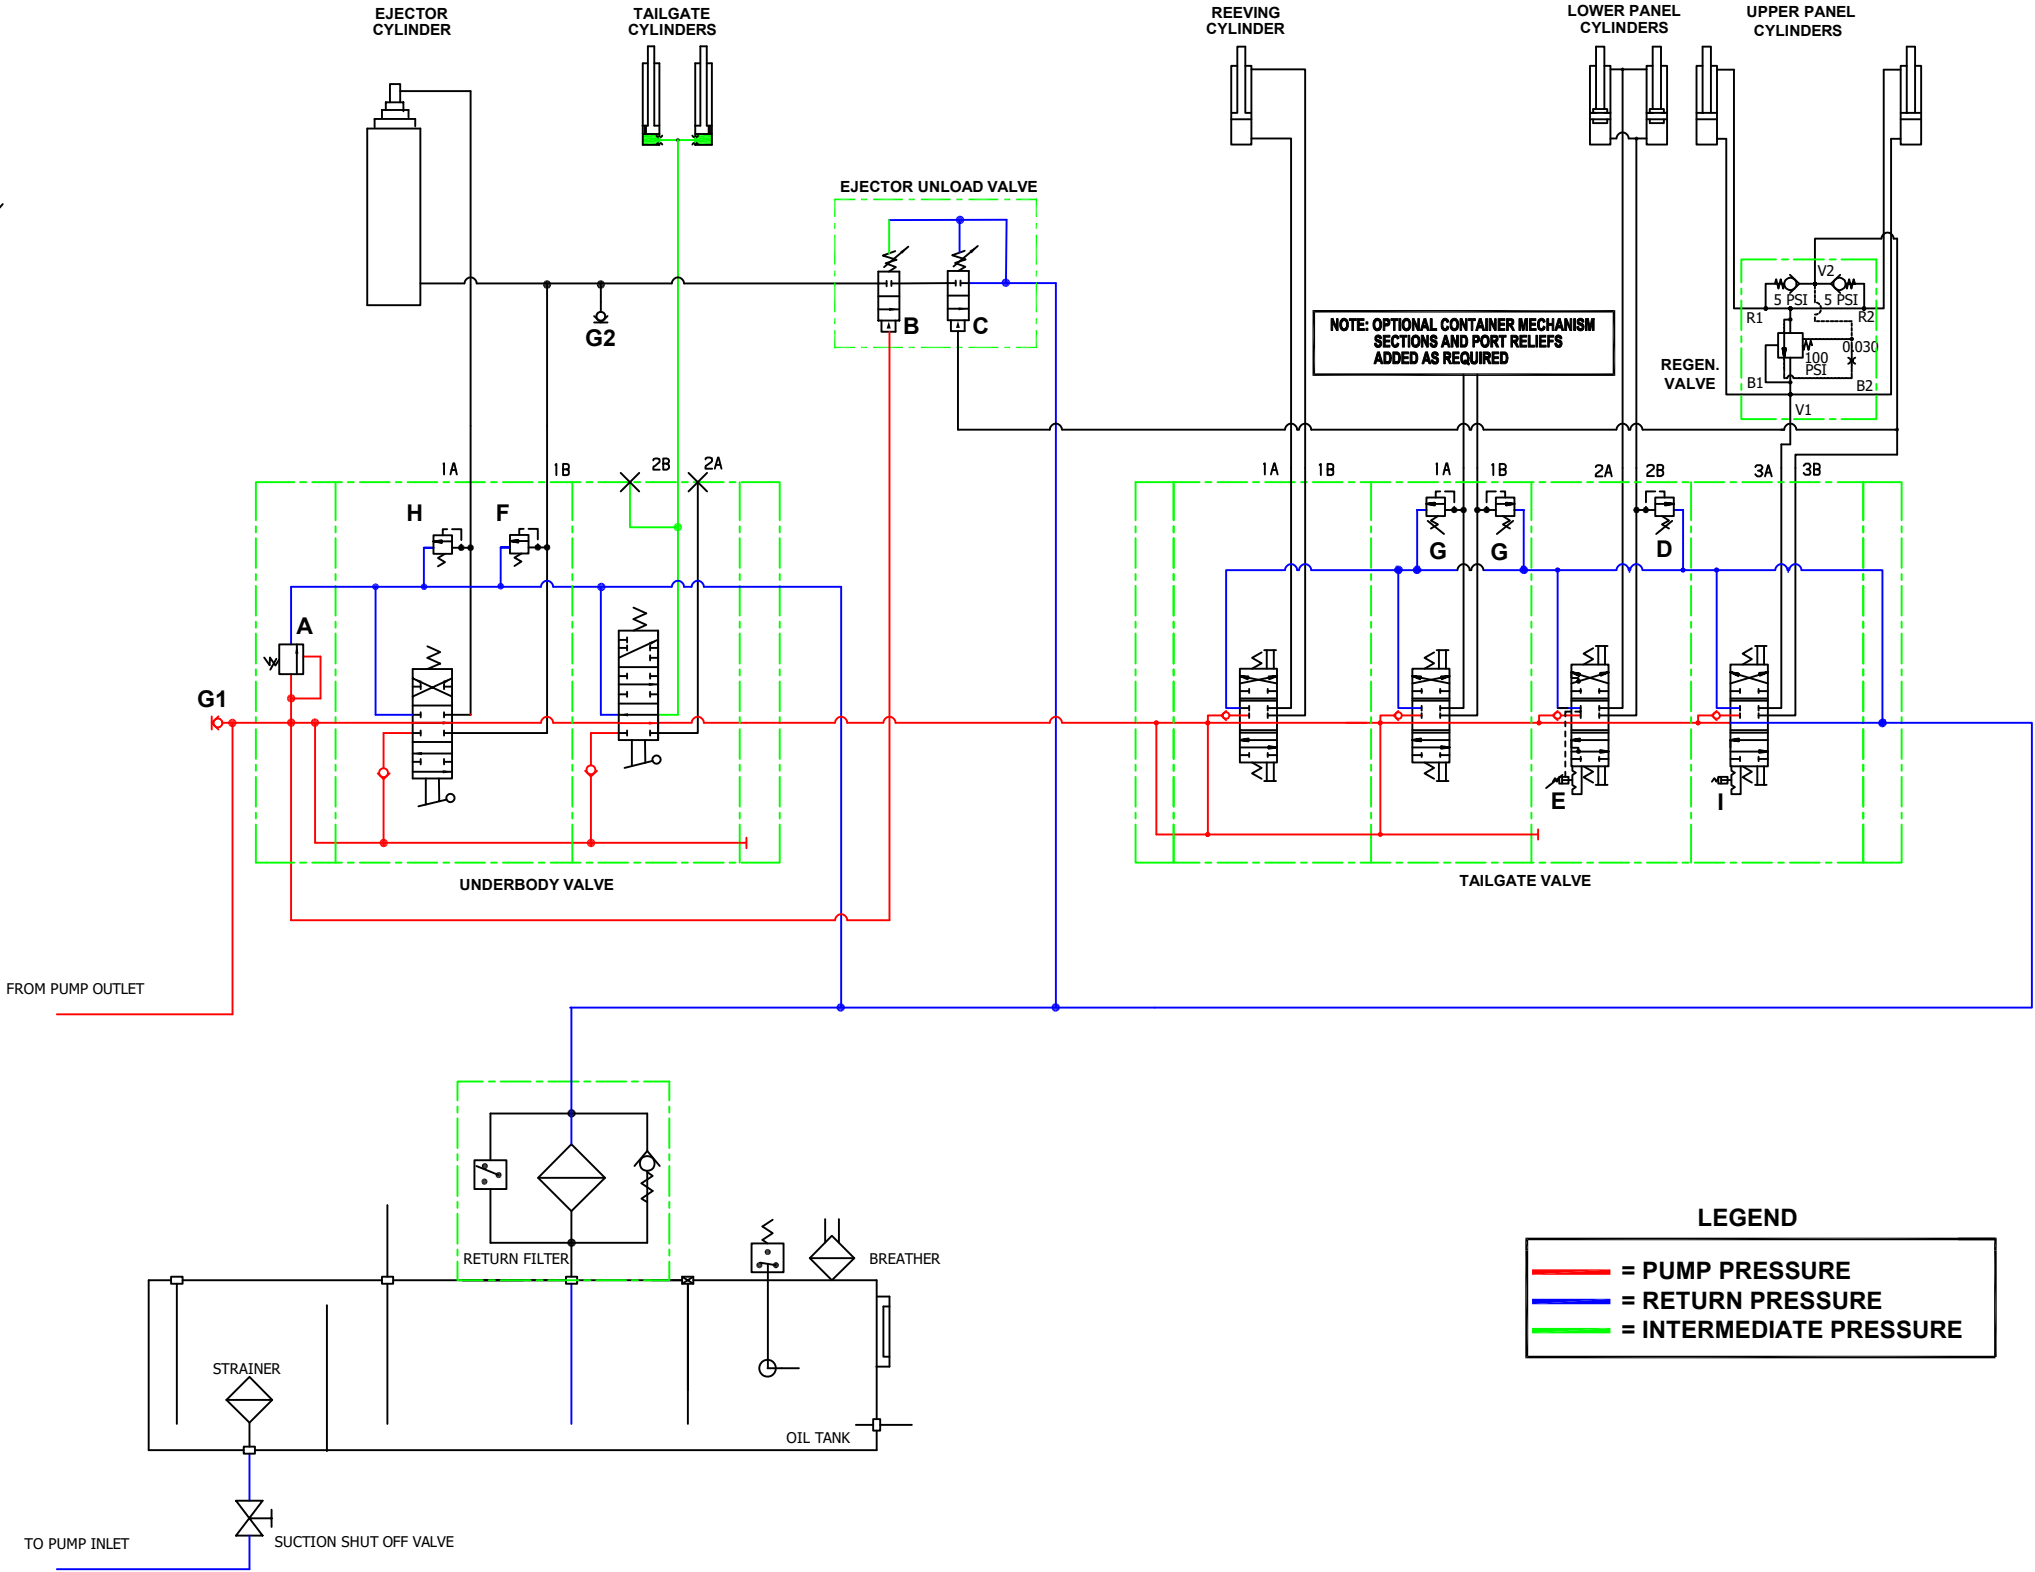 EJECTOR
CYLINDER
TAILGATE
CYLINDERS
REEVING
CYLINDER
LOWER PANEL
CYLINDERS
UPPER PANEL
CYLINDERS
EJECTOR UNLOAD VALVE
B
C
G2
NOTE: OPTIONAL CONTAINER MECHANISM
SECTIONS AND PORT RELIEFS
ADDED AS REQUIRED
V2
5 PSI
5 PSI
R1
R2
0.030
100
PSI
REGEN.
VALVE
B1
B2
V1
1A
1B
2B
2A
1A
1B
1A
1B
2A
2B
3A
3B
H
F
G
G
D
A
G1
E
I
UNDERBODY VALVE
TAILGATE VALVE
FROM PUMP OUTLET
RETURN FILTER
BREATHER
STRAINER
OIL TANK
TO PUMP INLET
SUCTION SHUT OFF VALVE
LEGEND
= PUMP PRESSURE
= RETURN PRESSURE
= INTERMEDIATE PRESSURE